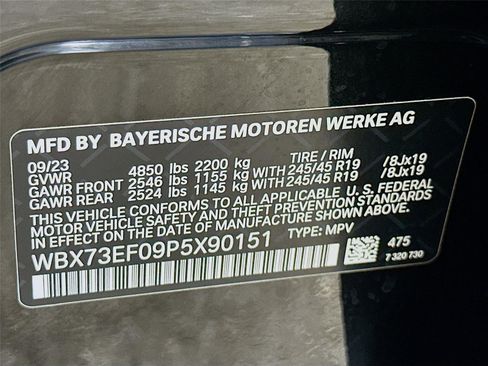 MFD BY BAYERISCHE MOTOREN WERKE AG
09/23 TIRE / RIM
GVWR 4850 lbs 2200 kg
GAWR FRONT 2546 lbs 1155 kg WITH 245/45 R19 /8Jx19
GAWR REAR 2524 lbs 1145 kg WITH 245/45 R19 /8Jx19
THIS VEHICLE CONFORMS TO ALL APPLICABLE U.S. FEDERAL
MOTOR VEHICLE SAFETY, BUMPER, AND THEFT PREVENTION STANDARDS
IN EFFECT ON THE DATE OF MANUFACTURE SHOWN ABOVE.
WBX73EF09P5X90151 TYPE: MPV
475
7 320 730